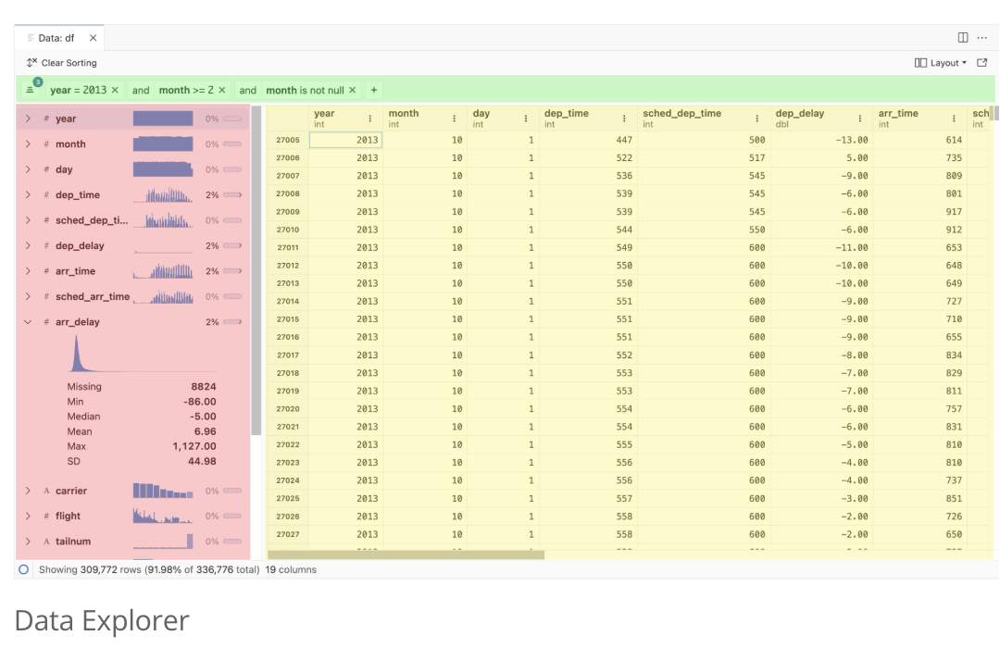 Data: df
Clear Sorting
Layout
3
year = 2013 × and month >= 2 × and month is not null × +
year 0%
month 0%
day 0%
dep_time 2%
sched_dep_ti... 0%
dep_delay 2%
arr_time 2%
sched_arr_time 0%
arr_delay 2%
Missing 8824
Min -86.00
Median -5.00
Mean 6.96
Max 1,127.00
SD 44.98
A carrier 0%
# flight 0%
A tailnum 0%
year month day dep_time sched_dep_time dep_delay arr_time sch
int int int int int dbl int int
27005 2013 10 1 447 500 -13.00 614
27006 2013 10 1 522 517 5.00 735
27007 2013 10 1 536 545 -9.00 809
27008 2013 10 1 539 545 -6.00 801
27009 2013 10 1 539 545 -6.00 917
27010 2013 10 1 544 550 -6.00 912
27011 2013 10 1 549 600 -11.00 653
27012 2013 10 1 550 600 -10.00 648
27013 2013 10 1 550 600 -10.00 649
27014 2013 10 1 551 600 -9.00 727
27015 2013 10 1 551 600 -9.00 710
27016 2013 10 1 551 600 -9.00 655
27017 2013 10 1 552 600 -8.00 834
27018 2013 10 1 553 600 -7.00 829
27019 2013 10 1 553 600 -7.00 811
27020 2013 10 1 554 600 -6.00 757
27021 2013 10 1 554 600 -6.00 831
27022 2013 10 1 555 600 -5.00 810
27023 2013 10 1 556 600 -4.00 810
27024 2013 10 1 556 600 -4.00 737
27025 2013 10 1 557 600 -3.00 851
27026 2013 10 1 558 600 -2.00 726
27027 2013 10 1 558 600 -2.00 650
Showing 309,772 rows (91.98% of 336,776 total) 19 columns
Data Explorer